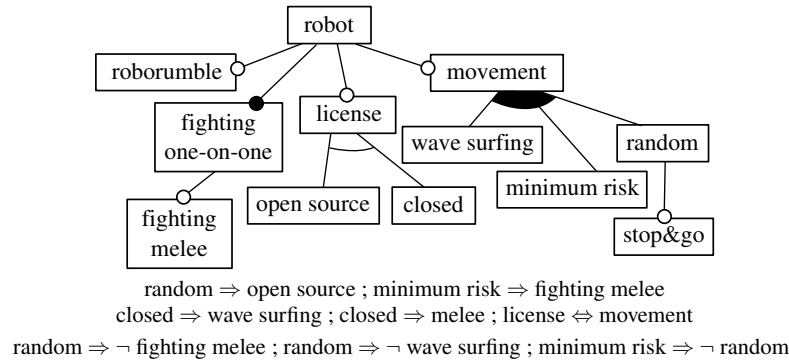 robot
roborumble
movement
fighting
one-on-one
license
wave surfing
random
minimum risk
open source
closed
fighting
melee
stop&go
random ⇒ open source ; minimum risk ⇒ fighting melee
closed ⇒ wave surfing ; closed ⇒ melee ; license ⇔ movement
random ⇒ ¬ fighting melee ; random ⇒ ¬ wave surfing ; minimum risk ⇒ ¬ random